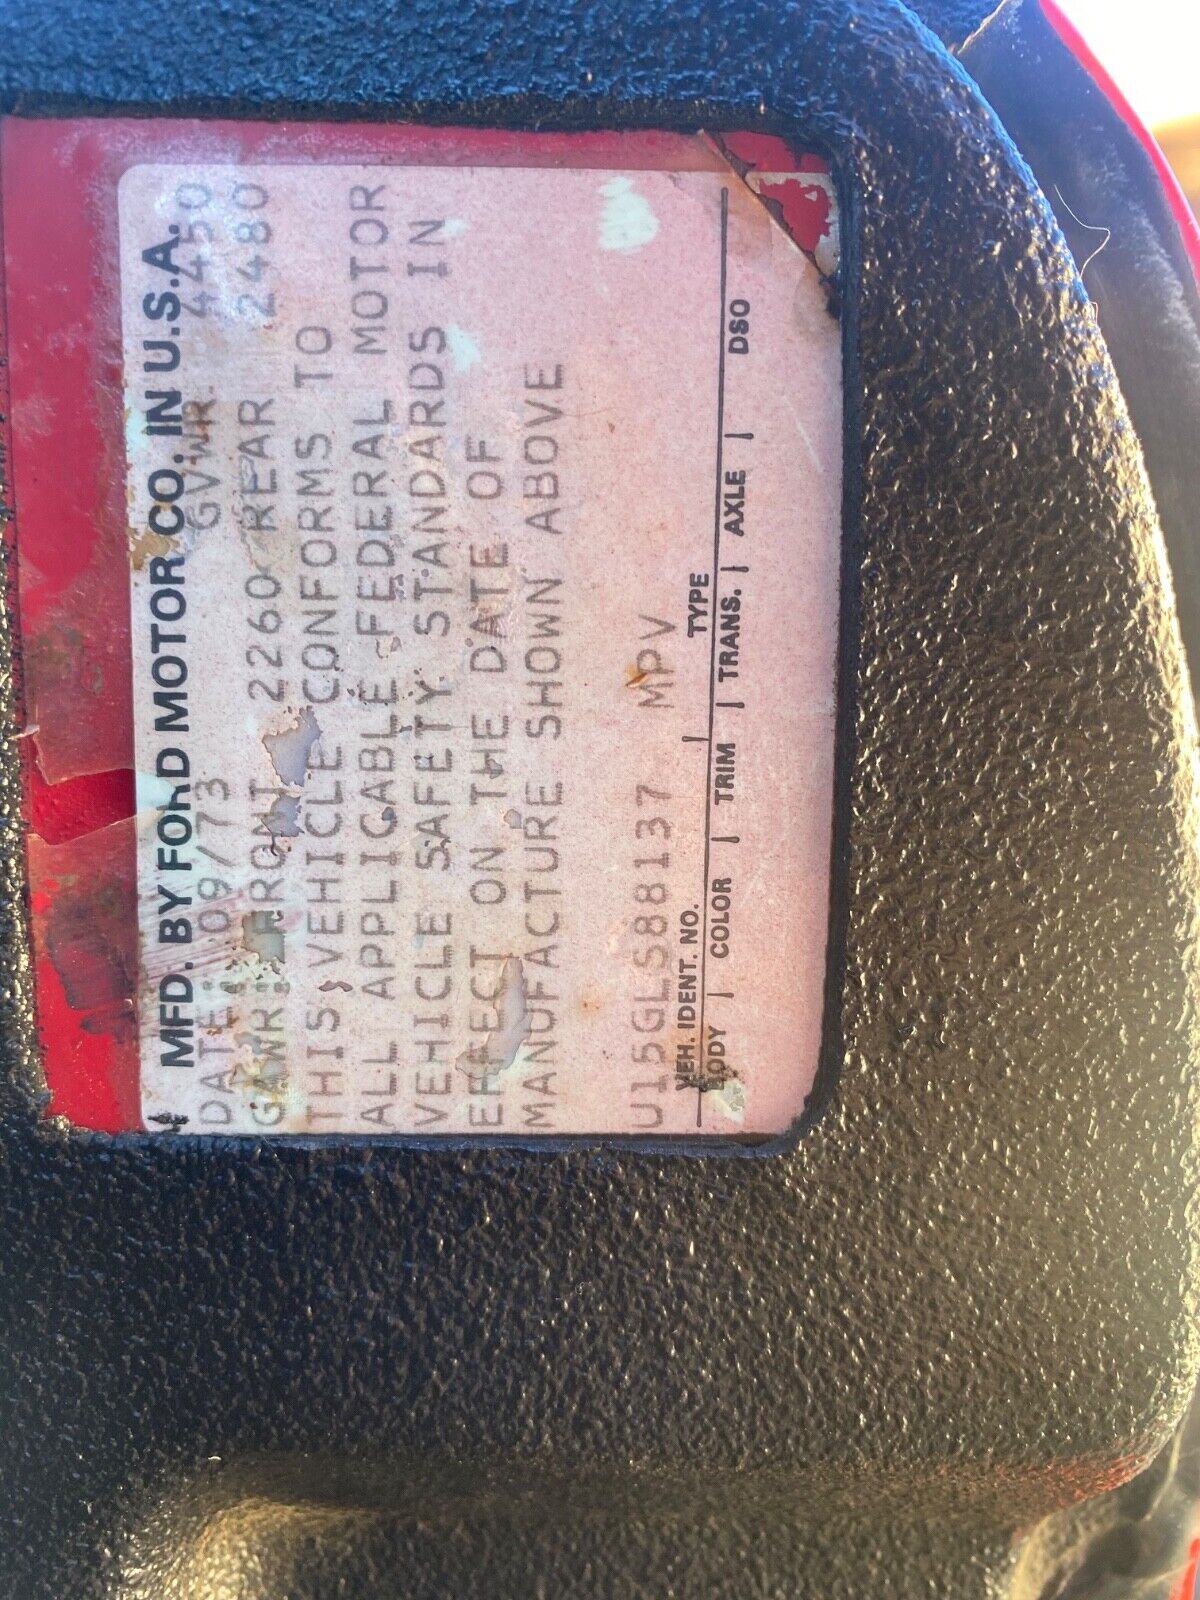 MFD. BY FORD MOTOR CO. IN U.S.A.
DATE: 09/73 GVWR 4450
GAWR: FRONT 2260 REAR 2480
THIS VEHICLE CONFORMS TO
ALL APPLICABLE FEDERAL MOTOR
VEHICLE SAFETY STANDARDS IN
EFFECT ON THE DATE OF
MANUFACTURE SHOWN ABOVE
U15GLS88137 MPV
VEH. IDENT. NO. | TYPE
BODY | COLOR | TRIM | TRANS. | AXLE | DSO